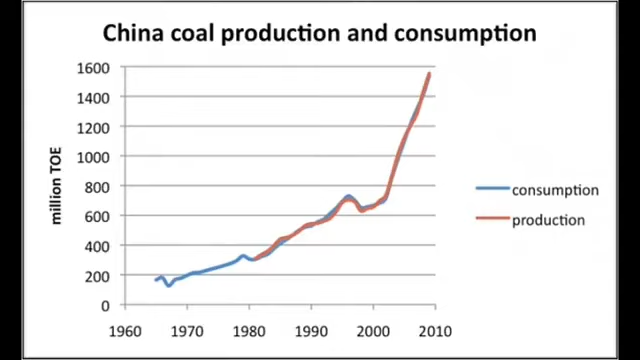 China coal production and consumption
1600
1400
1200
1000
800
600
400
200
0
million TOE
1960 1970 1980 1990 2000 2010
consumption
production